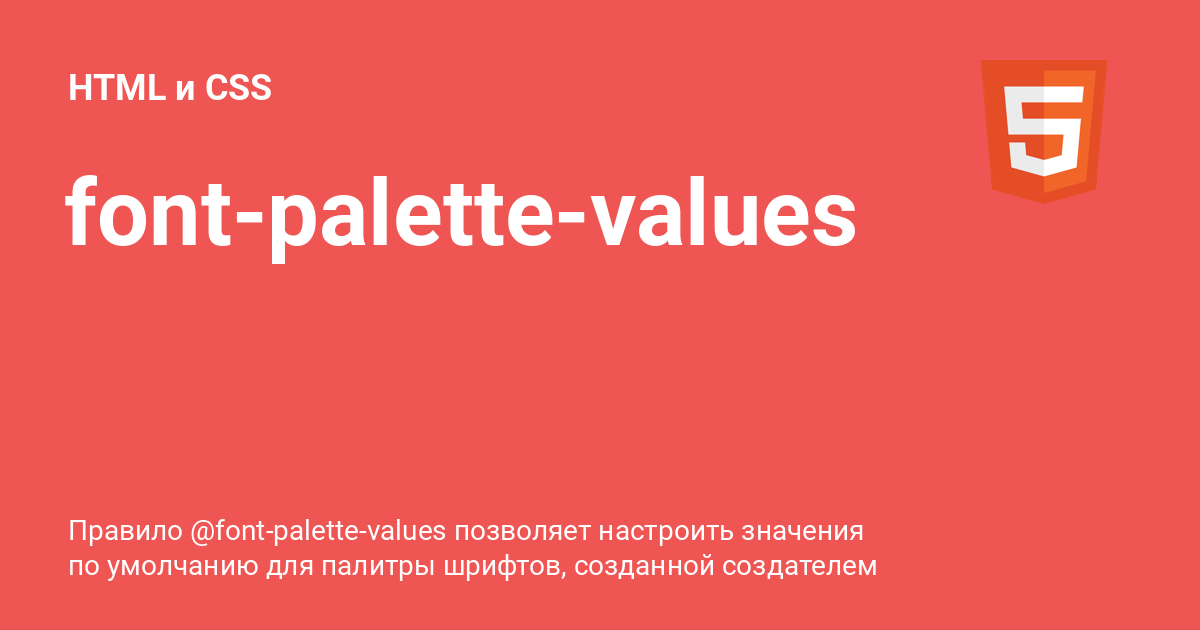 HTML и CSS
font-palette-values
Правило @font-palette-values позволяет настроить значения
по умолчанию для палитры шрифтов, созданной создателем